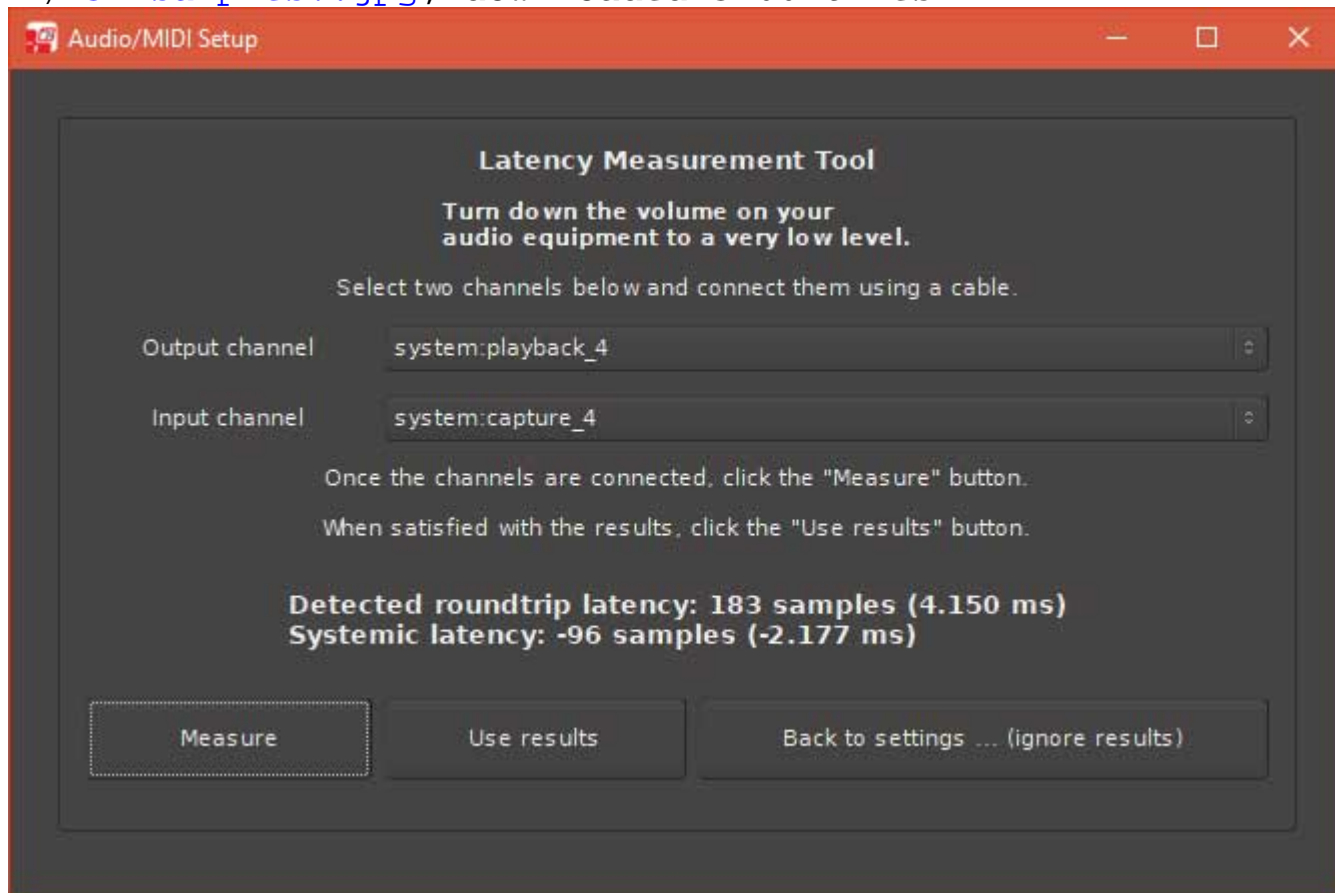 Audio/MIDI Setup
Latency Measurement Tool
Turn down the volume on your
audio equipment to a very low level.
Select two channels below and connect them using a cable.
Output channel system:playback_4
Input channel system:capture_4
Once the channels are connected, click the "Measure" button.
When satisfied with the results, click the "Use results" button.
Detected roundtrip latency: 183 samples (4.150 ms)
Systemic latency: -96 samples (-2.177 ms)
Measure Use results Back to settings ... (ignore results)